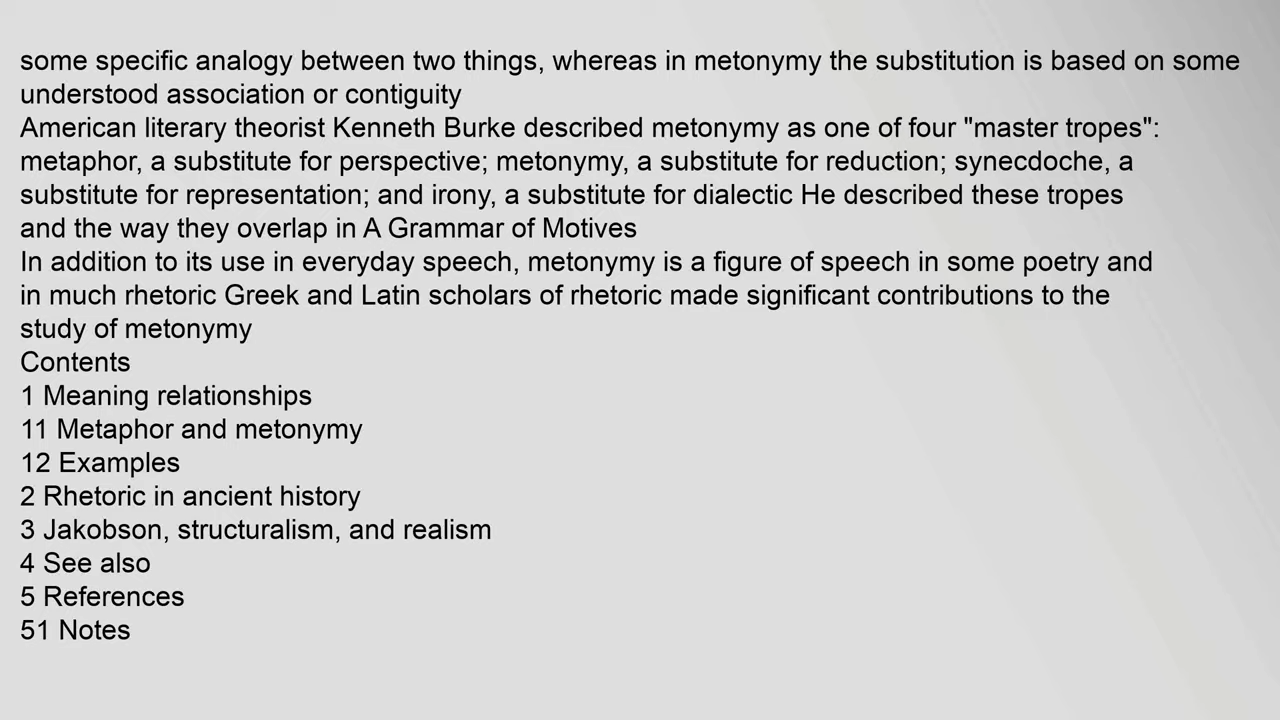 some specific analogy between two things, whereas in metonymy the substitution is based on some
understood association or contiguity
American literary theorist Kenneth Burke described metonymy as one of four "master tropes":
metaphor, a substitute for perspective; metonymy, a substitute for reduction; synecdoche, a
substitute for representation; and irony, a substitute for dialectic He described these tropes
and the way they overlap in A Grammar of Motives
In addition to its use in everyday speech, metonymy is a figure of speech in some poetry and
in much rhetoric Greek and Latin scholars of rhetoric made significant contributions to the
study of metonymy
Contents
1 Meaning relationships
11 Metaphor and metonymy
12 Examples
2 Rhetoric in ancient history
3 Jakobson, structuralism, and realism
4 See also
5 References
51 Notes